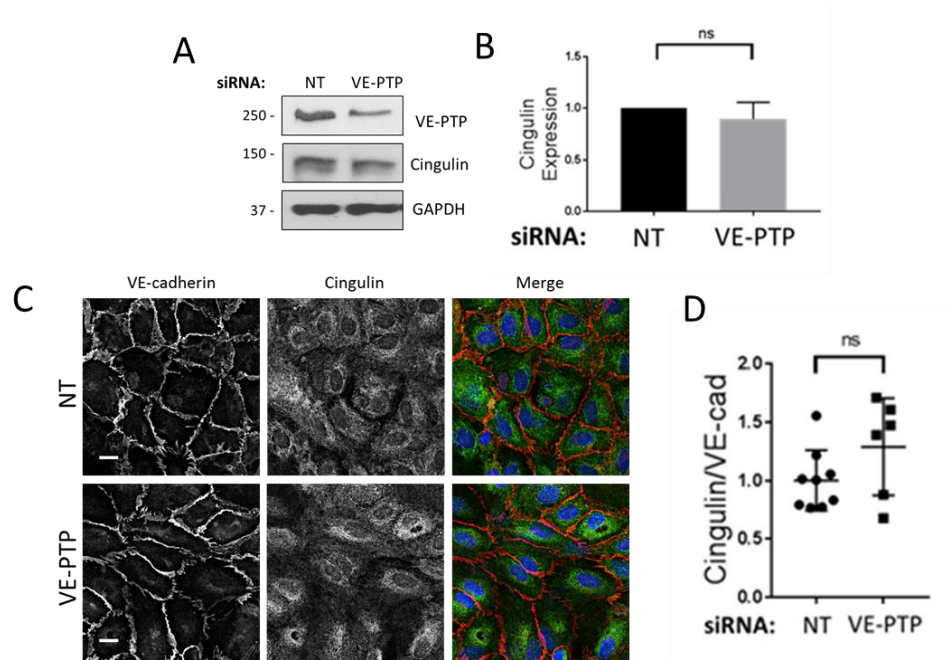 A
siRNA: NT VE-PTP
250 - VE-PTP
150 - Cingulin
37 - GAPDH
B
ns
1.5
1.0
0.5
0.0
Cingulin
Expression
siRNA: NT VE-PTP
C
VE-cadherin Cingulin Merge
NT
VE-PTP
D
ns
2.0
1.5
1.0
0.5
0.0
Cingulin/VE-cad
siRNA: NT VE-PTP